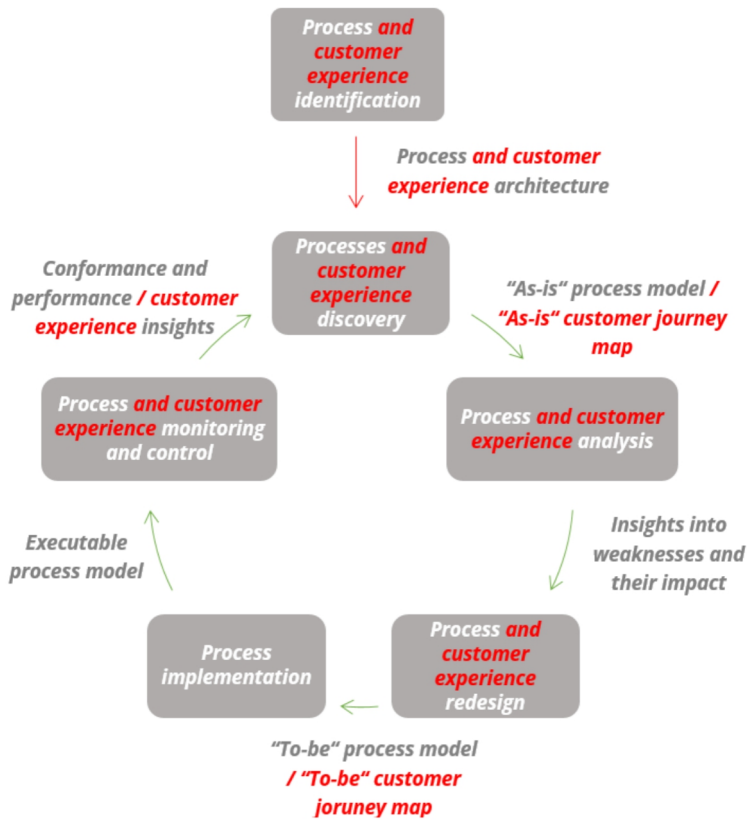 Process and
customer
experience
identification
Process and customer
experience architecture
Processes and
customer
experience
discovery
Conformance and
performance / customer
experience insights
“As-is“ process model /
“As-is“ customer journey
map
Process and customer
experience monitoring
and control
Process and customer
experience analysis
Executable
process model
Insights into
weaknesses and
their impact
Process
implementation
Process and
customer
experience
redesign
“To-be“ process model
/ “To-be“ customer
joruney map